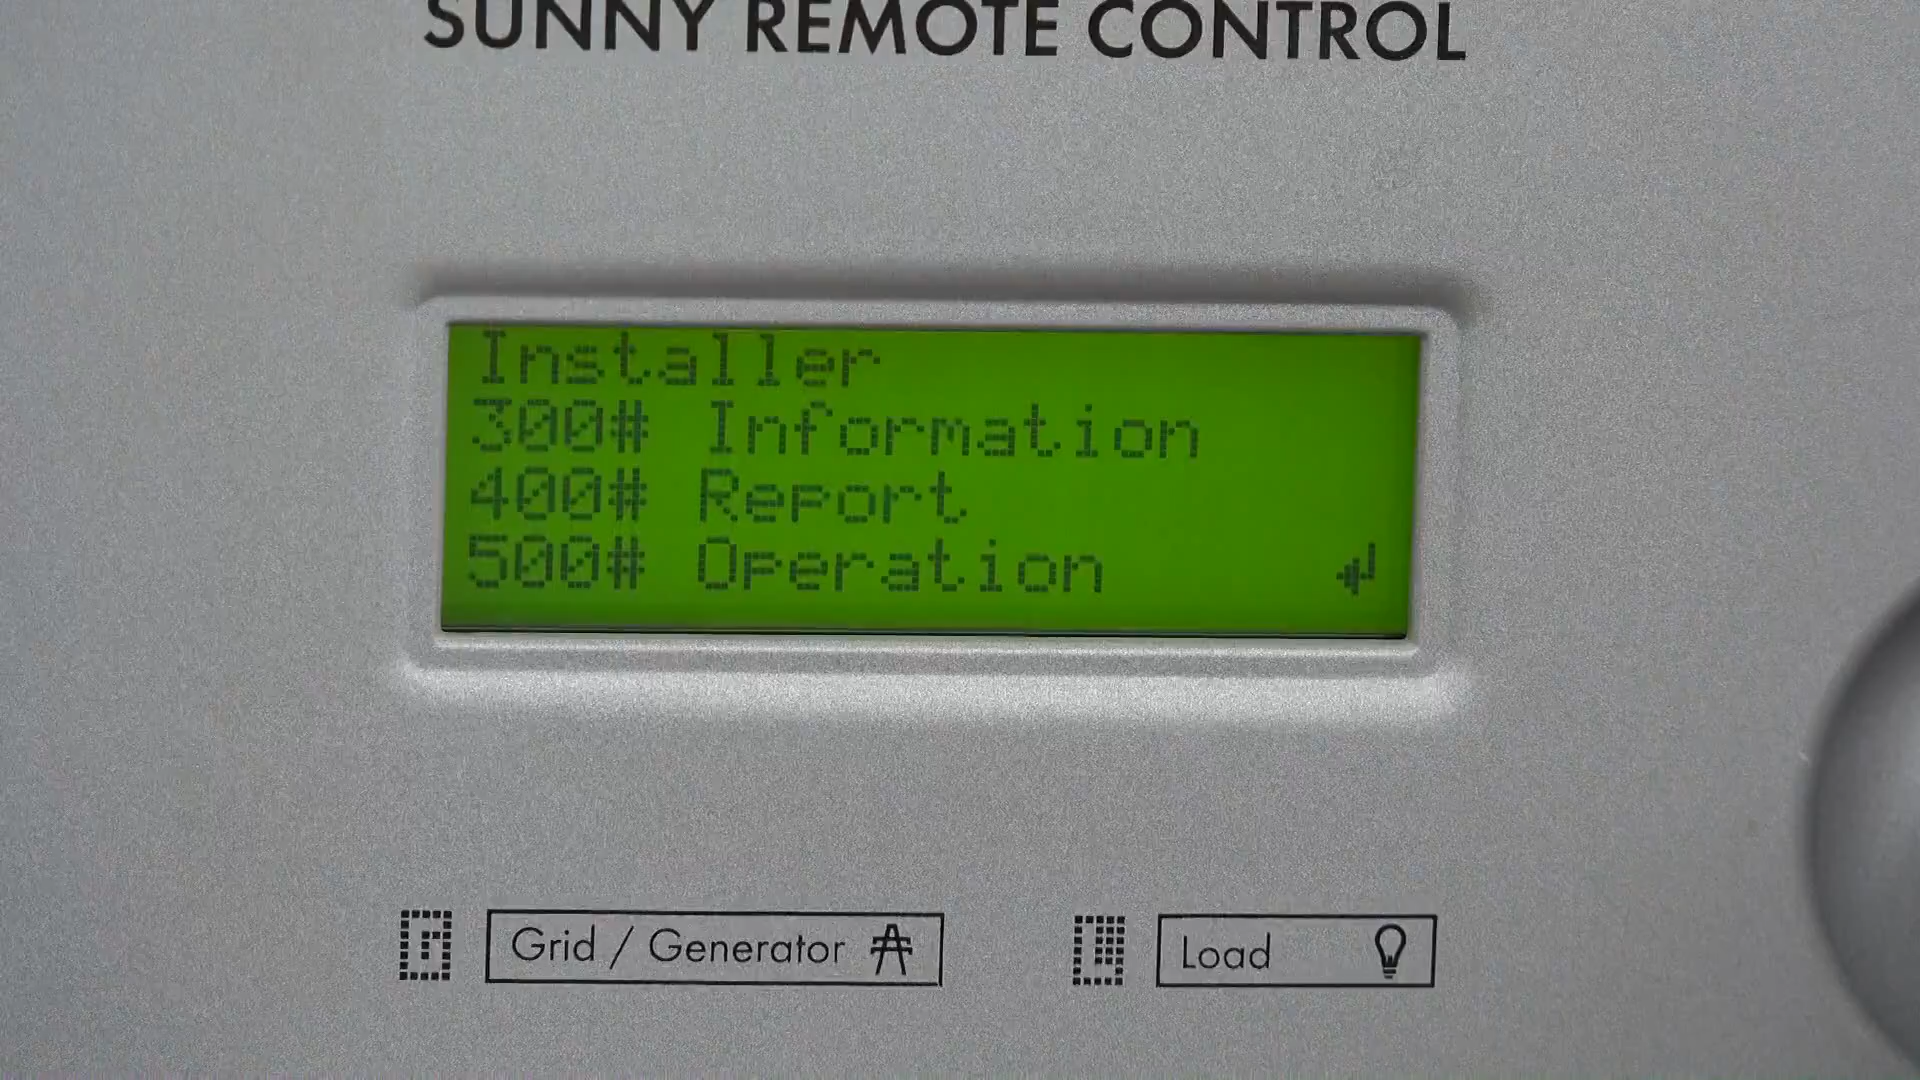 SUNNY REMOTE CONTROL
Installer
300# Information
400# Report
500# Operation
Grid / Generator
Load